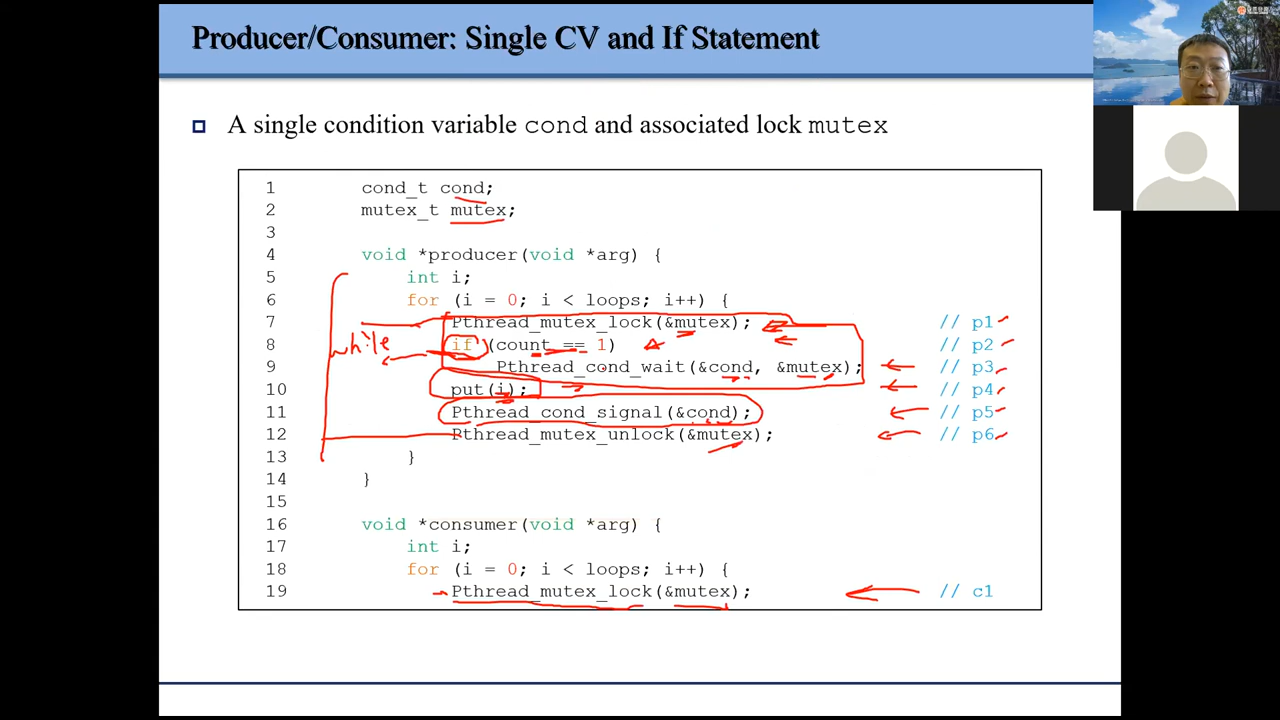 Producer/Consumer: Single CV and If Statement
A single condition variable cond and associated lock mutex
1 cond_t cond;
2 mutex_t mutex;
3
4 void *producer(void *arg) {
5 int i;
6 for (i = 0; i < loops; i++) {
7 Pthread_mutex_lock(&mutex); // p1
8 if (count == 1) // p2
while
9 Pthread_cond_wait(&cond, &mutex); // p3
10 put(i); // p4
11 Pthread_cond_signal(&cond); // p5
12 Pthread_mutex_unlock(&mutex); // p6
13 }
14 }
15
16 void *consumer(void *arg) {
17 int i;
18 for (i = 0; i < loops; i++) {
19 Pthread_mutex_lock(&mutex); // c1